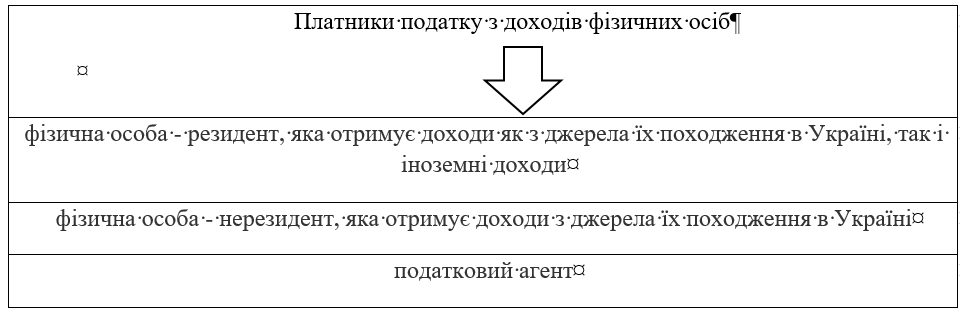 Платники·податку·з·доходів·фізичних·осіб¶
¤
фізична·особа·-·резидент,·яка·отримує·доходи·як·з·джерела·їх·походження·в·Україні,·так·і·
іноземні·доходи¤
фізична·особа·-·нерезидент,·яка·отримує·доходи·з·джерела·їх·походження·в·Україні¤
податковий·агент¤